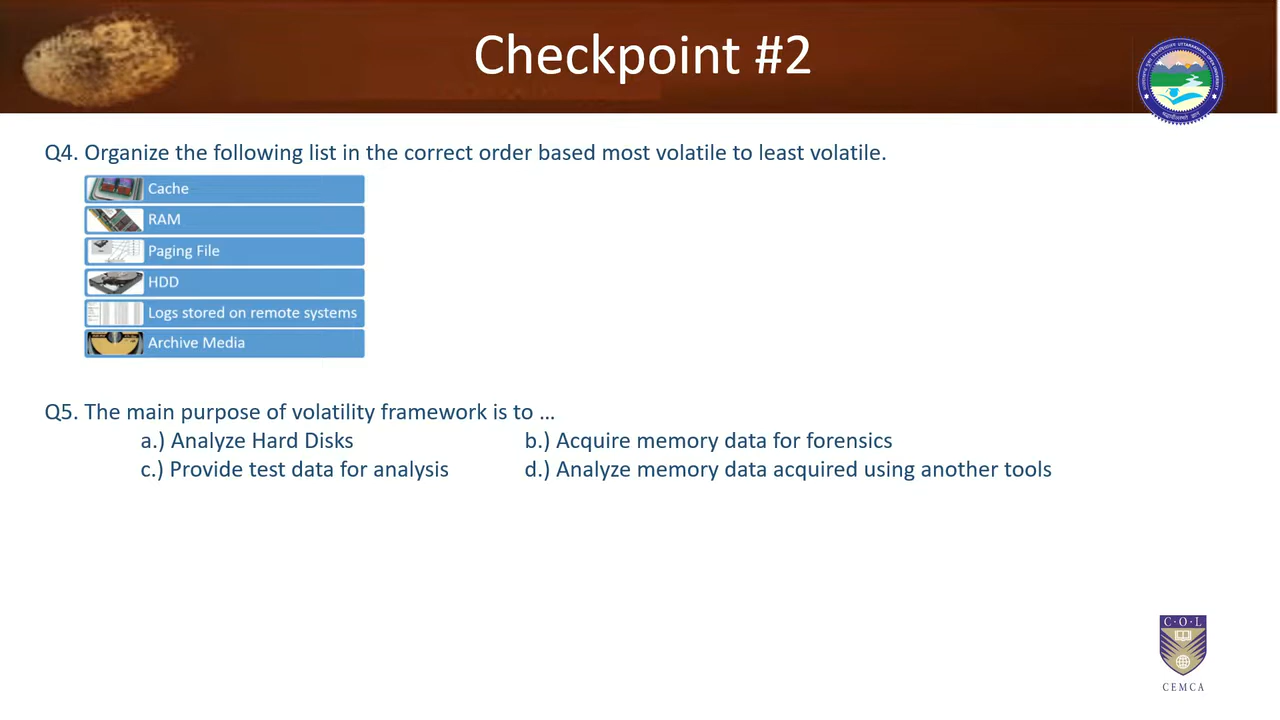 Checkpoint #2
Q4. Organize the following list in the correct order based most volatile to least volatile.
Cache
RAM
Paging File
HDD
Logs stored on remote systems
Archive Media
Q5. The main purpose of volatility framework is to …
a.) Analyze Hard Disks b.) Acquire memory data for forensics
c.) Provide test data for analysis d.) Analyze memory data acquired using another tools
C·O·L
CEMCA